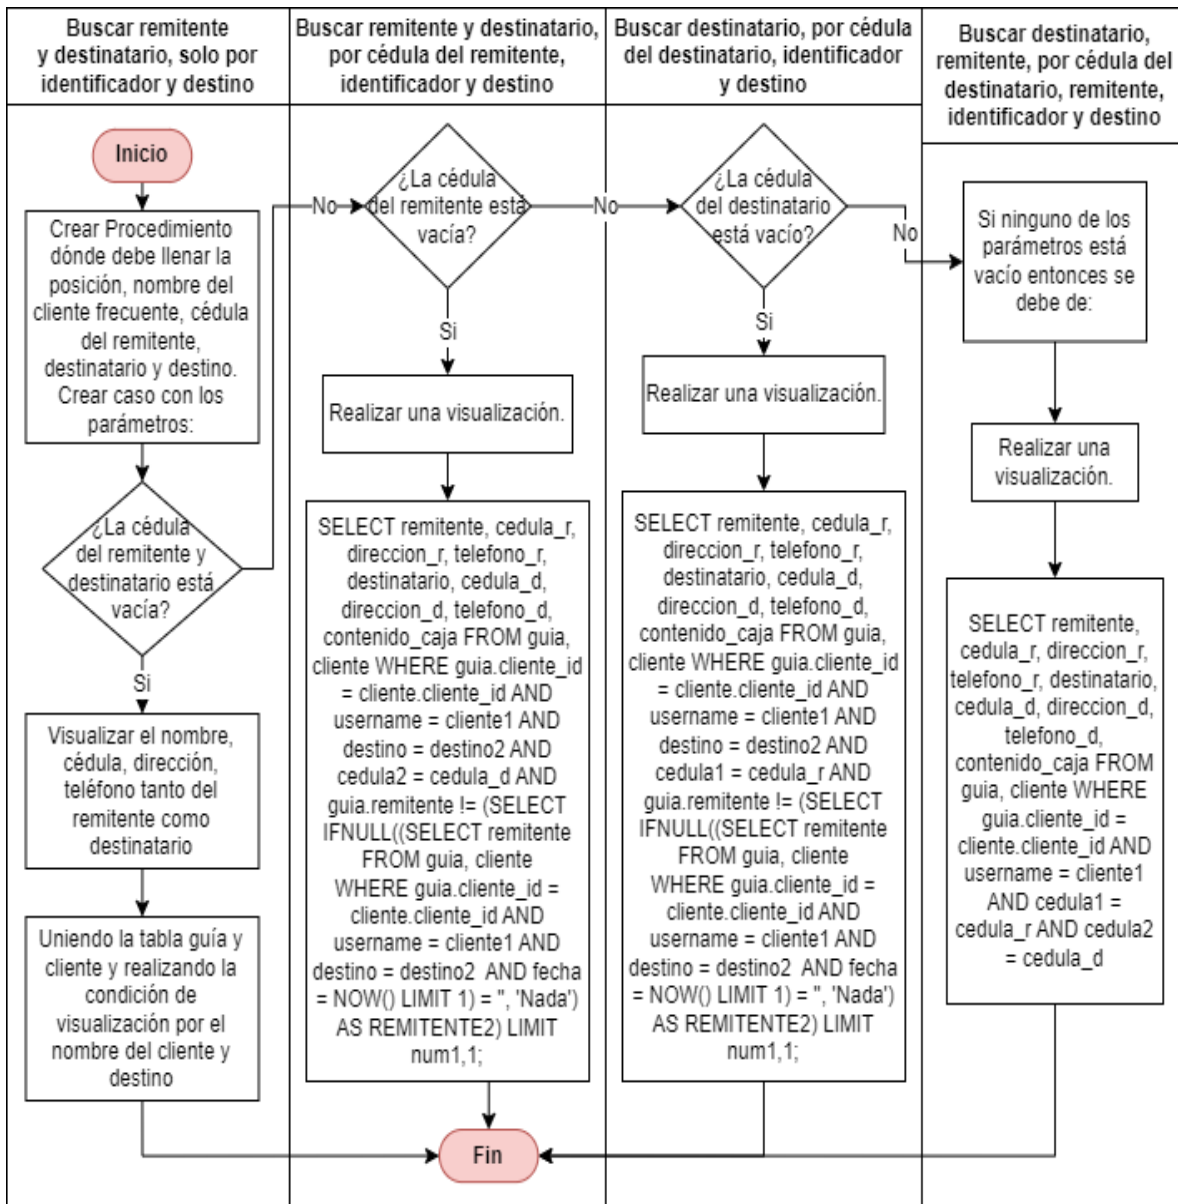 Buscar remitente
y destinatario, solo por
identificador y destino
Buscar remitente y destinatario,
por cédula del remitente,
identificador y destino
Buscar destinatario, por cédula
del destinatario, identificador
y destino
Buscar destinatario,
remitente, por cédula del
destinatario, remitente,
identificador y destino
Inicio
Crear Procedimiento
dónde debe llenar la
posición, nombre del
cliente frecuente, cédula
del remitente,
destinatario y destino.
Crear caso con los
parámetros:
¿La cédula
del remitente y
destinatario está
vacía?
Si
Visualizar el nombre,
cédula, dirección,
teléfono tanto del
remitente como
destinatario
Uniendo la tabla guía y
cliente y realizando la
condición de
visualización por el
nombre del cliente y
destino
No
¿La cédula
del remitente está
vacía?
Si
Realizar una visualización.
SELECT remitente, cedula_r,
direccion_r, telefono_r,
destinatario, cedula_d,
direccion_d, telefono_d,
contenido_caja FROM guia,
cliente WHERE guia.cliente_id
= cliente.cliente_id AND
username = cliente1 AND
destino = destino2 AND
cedula2 = cedula_d AND
guia.remitente != (SELECT
IFNULL((SELECT remitente
FROM guia, cliente
WHERE guia.cliente_id =
cliente.cliente_id AND
username = cliente1 AND
destino = destino2  AND fecha
= NOW() LIMIT 1) = '', 'Nada')
AS REMITENTE2) LIMIT
num1,1;
No
¿La cédula
del destinatario
está vacío?
Si
Realizar una visualización.
SELECT remitente, cedula_r,
direccion_r, telefono_r,
destinatario, cedula_d,
direccion_d, telefono_d,
contenido_caja FROM guia,
cliente WHERE guia.cliente_id
= cliente.cliente_id AND
username = cliente1 AND
destino = destino2 AND
cedula1 = cedula_r AND
guia.remitente != (SELECT
IFNULL((SELECT remitente
FROM guia, cliente
WHERE guia.cliente_id =
cliente.cliente_id AND
username = cliente1 AND
destino = destino2  AND fecha
= NOW() LIMIT 1) = '', 'Nada')
AS REMITENTE2) LIMIT
num1,1;
No
Si ninguno de los
parámetros está
vacío entonces se
debe de:
Realizar una
visualización.
SELECT remitente,
cedula_r, direccion_r,
telefono_r, destinatario,
cedula_d, direccion_d,
telefono_d,
contenido_caja FROM
guia, cliente WHERE
guia.cliente_id =
cliente.cliente_id AND
username = cliente1
AND cedula1 =
cedula_r AND cedula2
= cedula_d
Fin